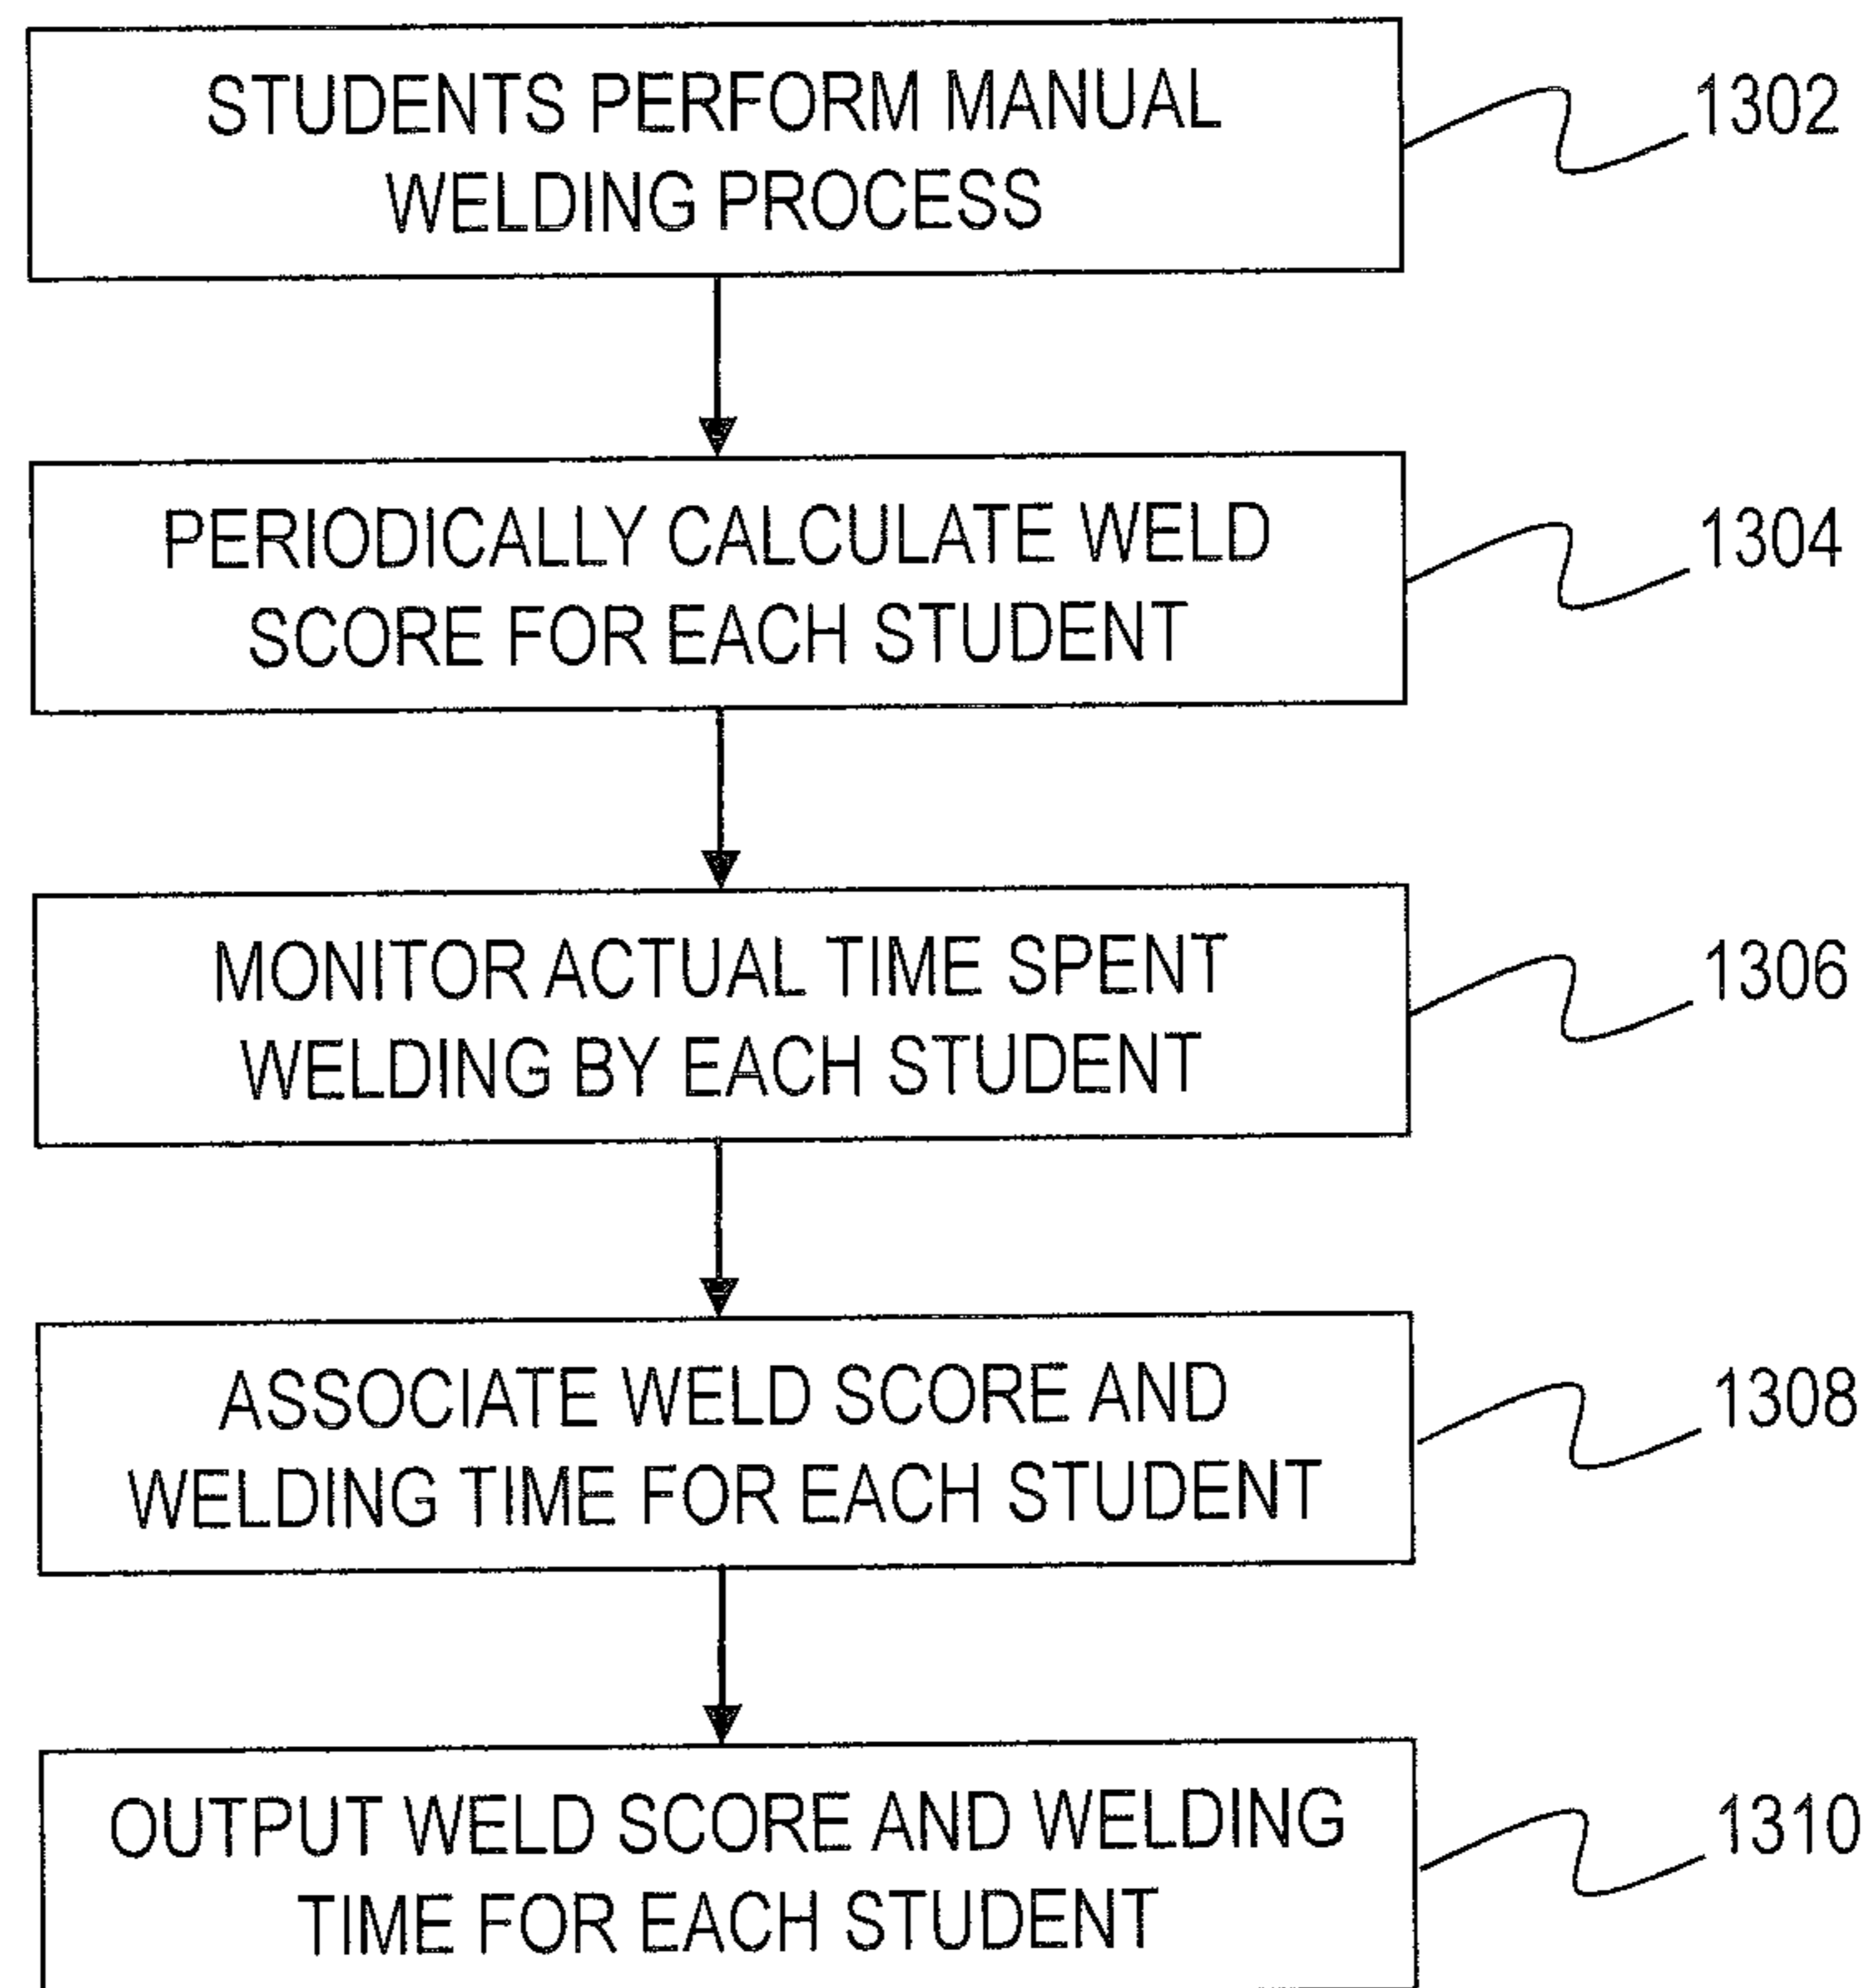 STUDENTS PERFORM MANUAL
WELDING PROCESS
1302
PERIODICALLY CALCULATE WELD
SCORE FOR EACH STUDENT
1304
MONITOR ACTUAL TIME SPENT
WELDING BY EACH STUDENT
1306
ASSOCIATE WELD SCORE AND
WELDING TIME FOR EACH STUDENT
1308
OUTPUT WELD SCORE AND WELDING
TIME FOR EACH STUDENT
1310